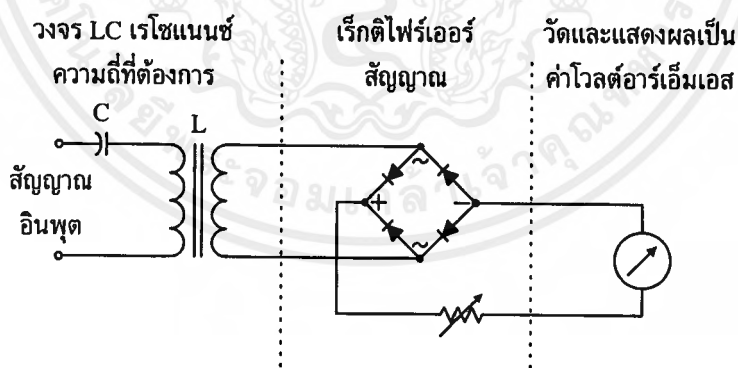 วงจร LC เรโซแนนซ์
ความถี่ที่ต้องการ
เร็กติไฟร์เออร์
สัญญาณ
วัดและแสดงผลเป็น
ค่าโวลต์อาร์เอ็มเอส
C
L
สัญญาณ
อินพุต
~
+
−
~